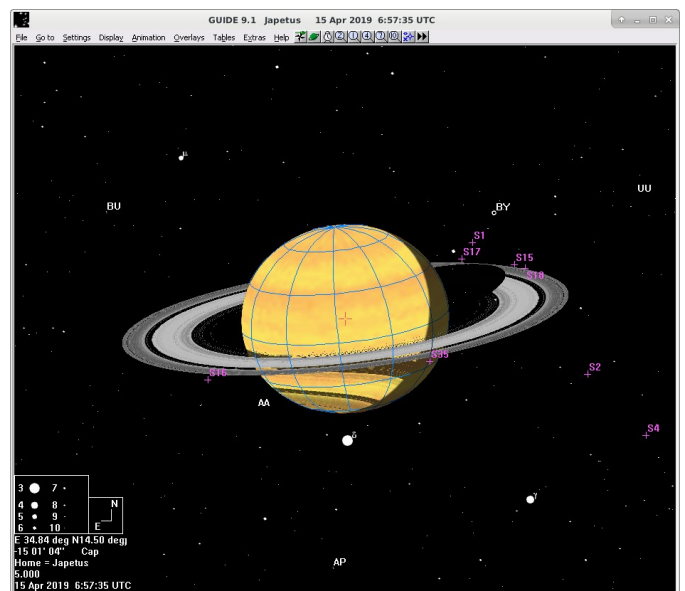 GUIDE 9.1 Japetus 15 Apr 2019 6:57:35 UTC
File Go to Settings Display Animation Overlays Tables Extras Help
μ
BU
UU
BY
S1
S17
S15
S18
S35
S2
S16
AA
S4
δ
γ
3 7
4 8
5 9
6 10
N
E
E 34.84 deg N14.50 deg)
-15 01' 04" Cap
Home = Japetus
5.000
15 Apr 2019 6:57:35 UTC
AP